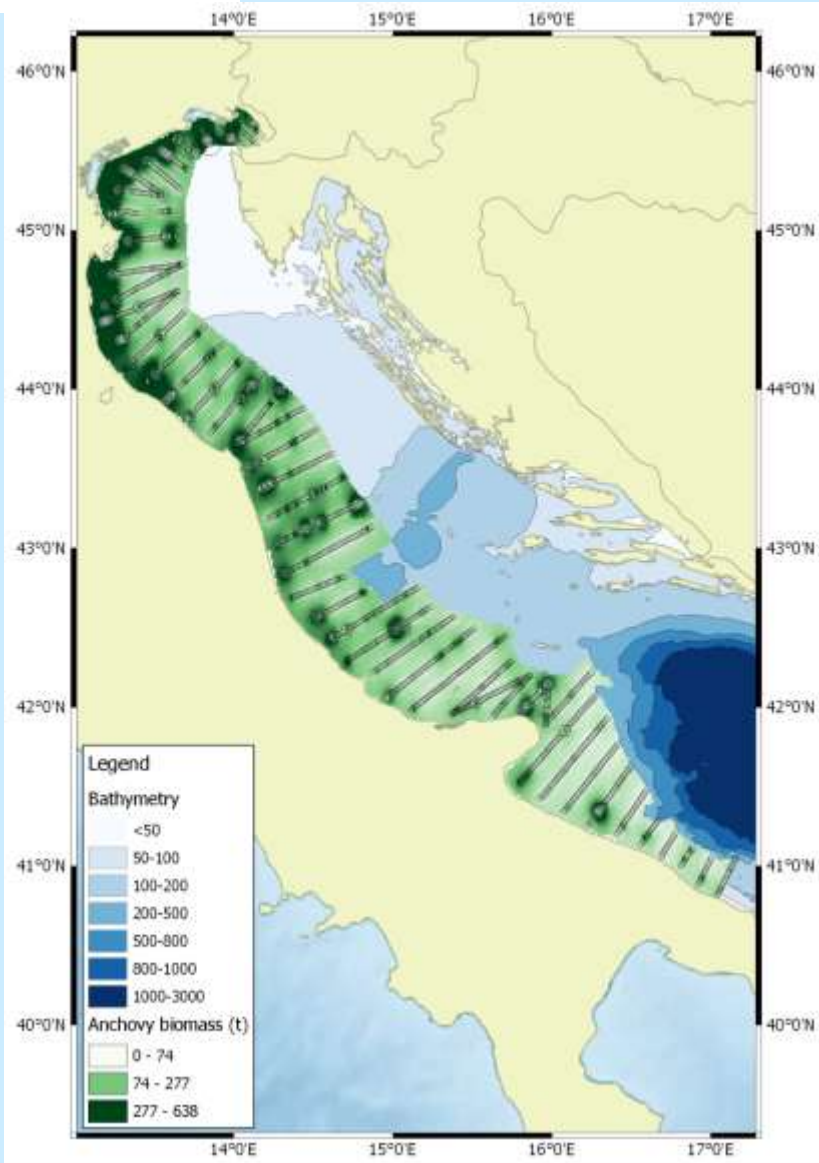 14°0'E 15°0'E 16°0'E 17°0'E
46°0'N 46°0'N
45°0'N 45°0'N
44°0'N 44°0'N
43°0'N 43°0'N
42°0'N 42°0'N
41°0'N 41°0'N
40°0'N 40°0'N
Legend
Bathymetry
<50
50-100
100-200
200-500
500-800
800-1000
1000-3000
Anchovy biomass (t)
0 - 74
74 - 277
277 - 638
14°0'E 15°0'E 16°0'E 17°0'E